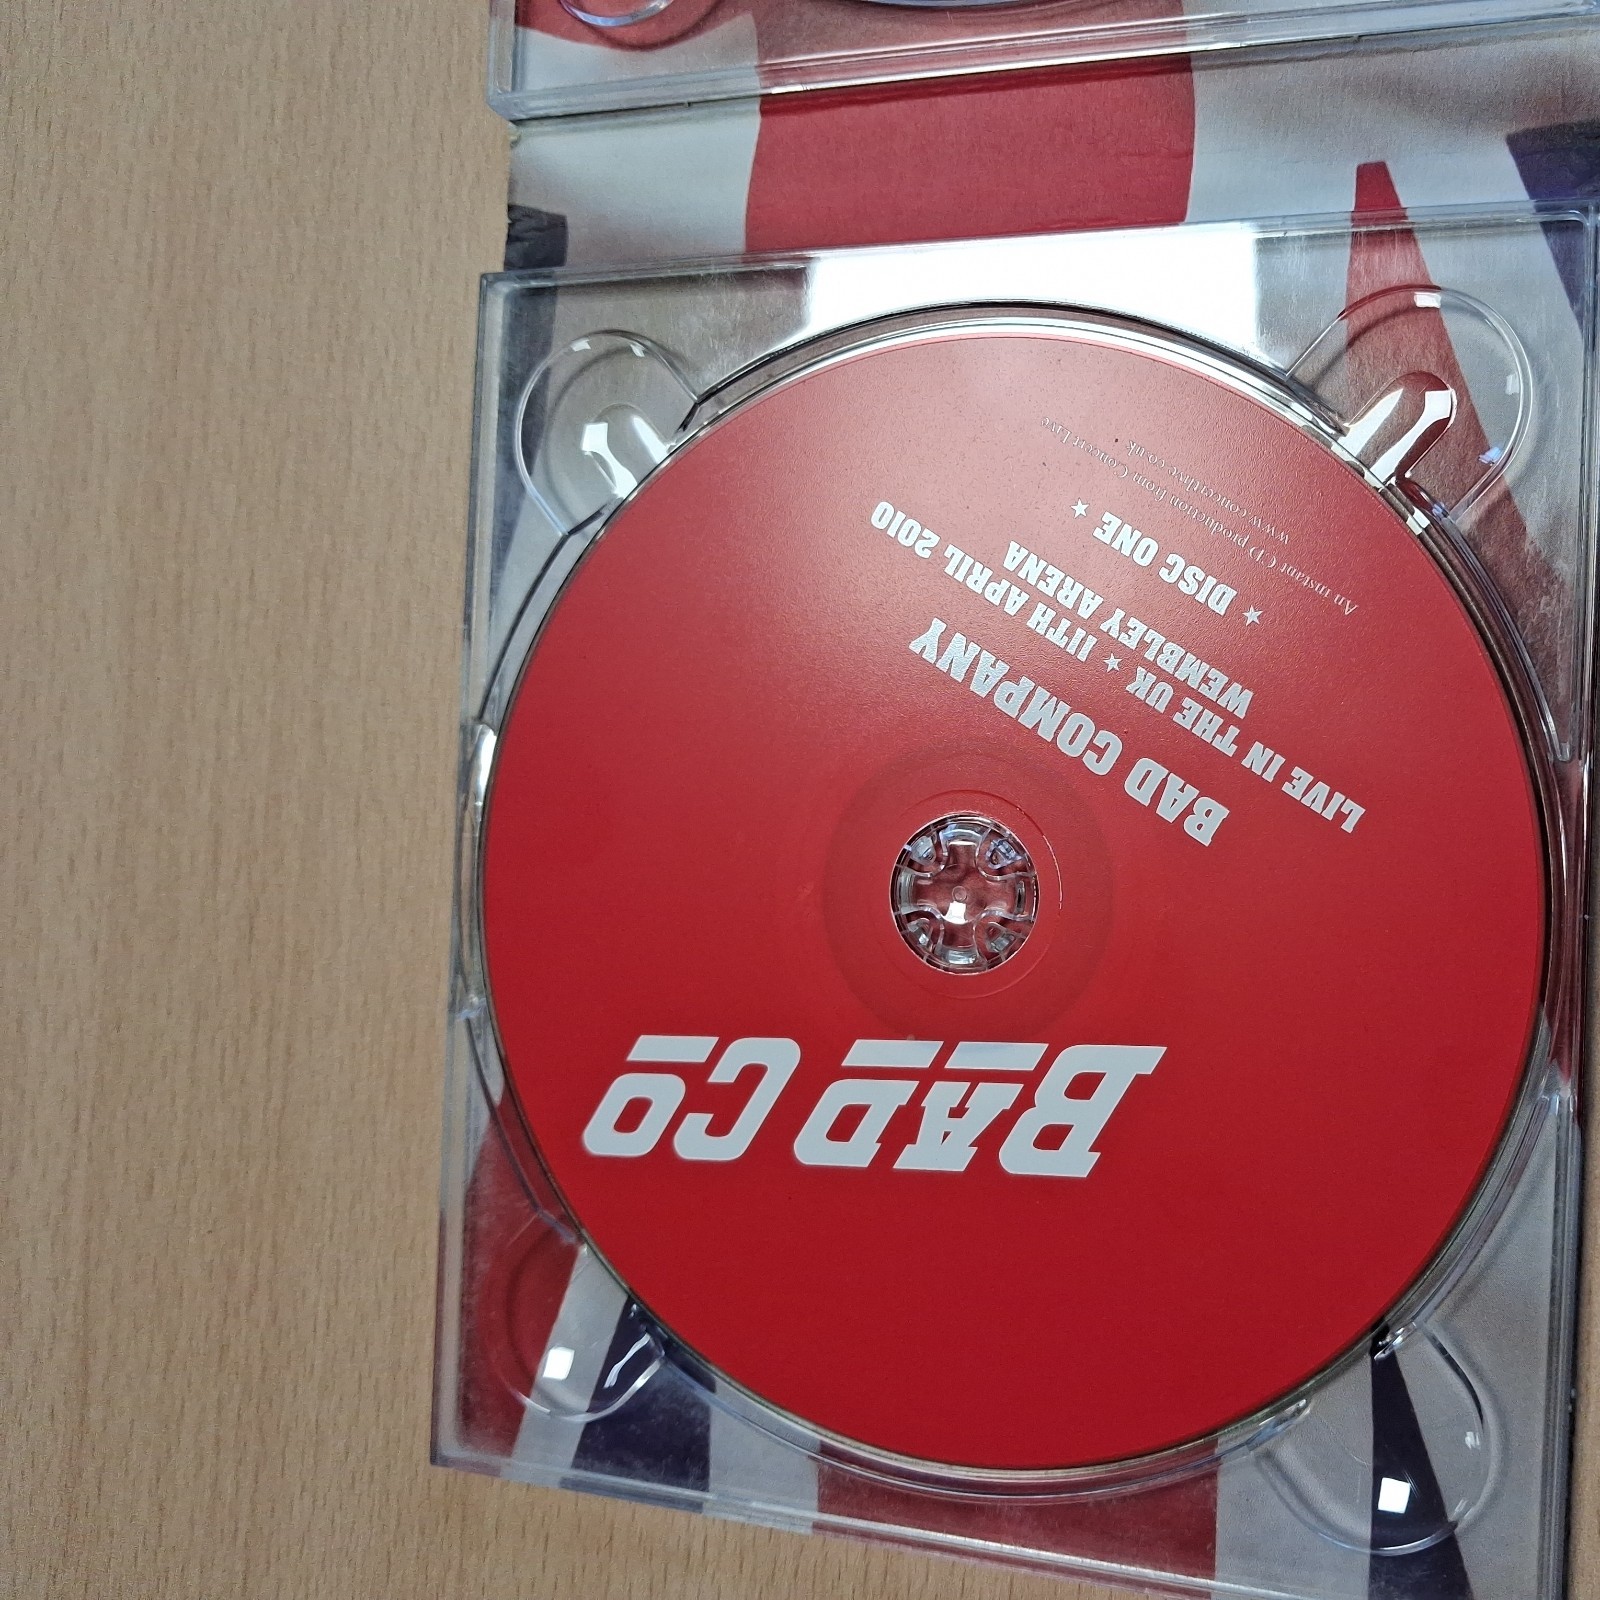 BAD CO
BAD COMPANY
LIVE IN THE UK ★ 11TH APRIL 2010
WEMBLEY ARENA
★ DISC ONE ★
An instant CD production from Concert Live
www.concertlive.co.uk